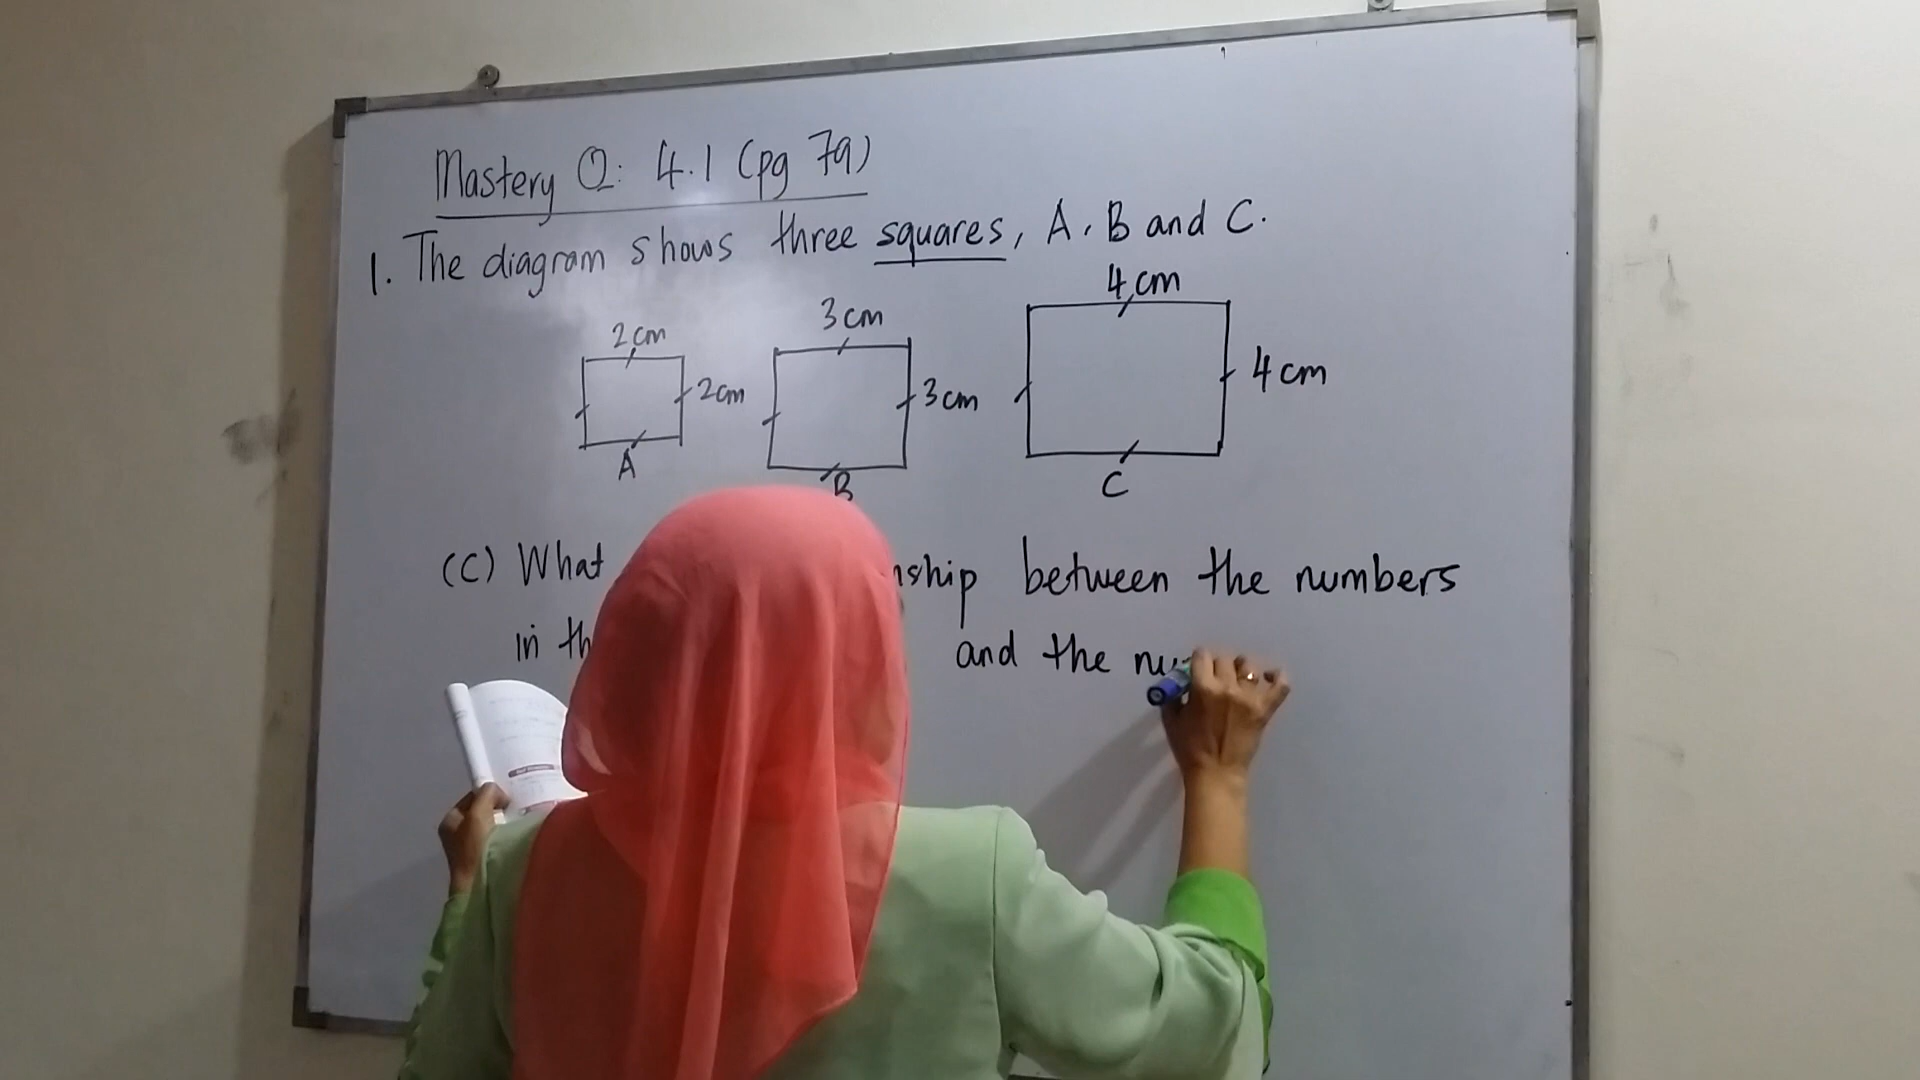 Mastery Q: 4.1 (pg 79)
1. The diagram shows three squares, A, B and C.
2 cm
3 cm
4 cm
2 cm
3 cm
4 cm
A
B
C
(C) What between the numbers
in and the